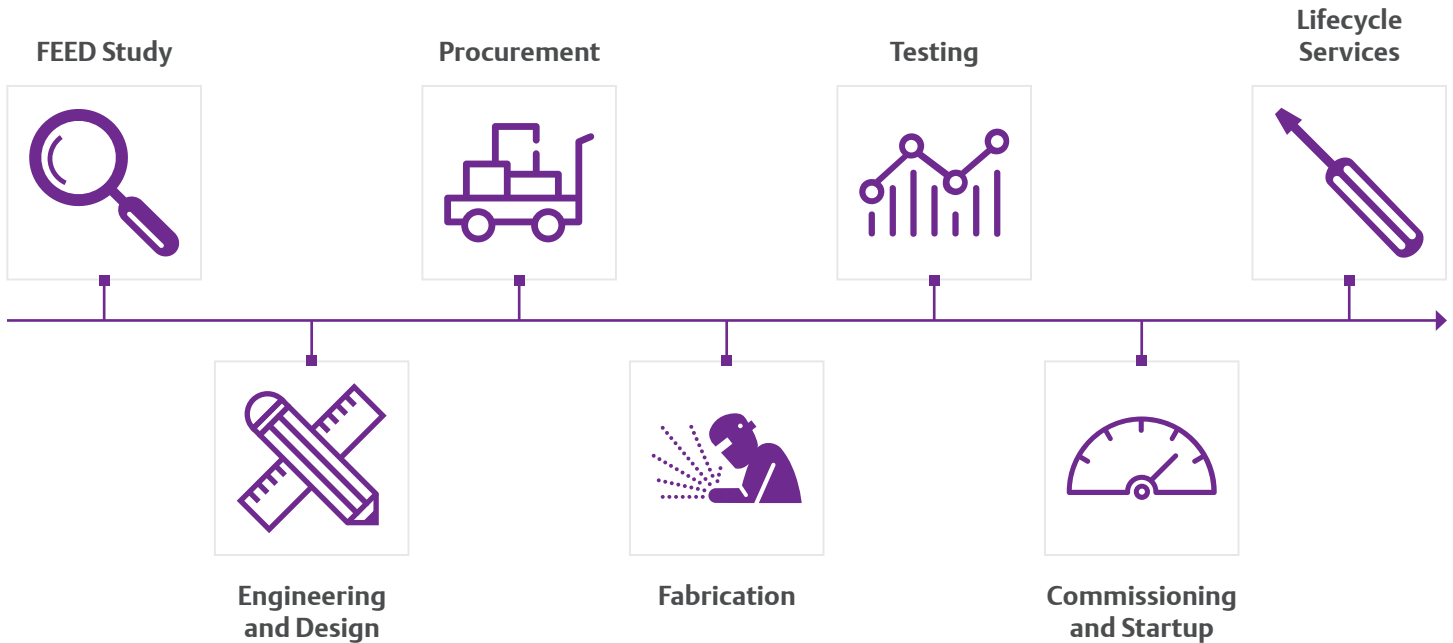 FEED Study
Procurement
Testing
Lifecycle
Services
Engineering
and Design
Fabrication
Commissioning
and Startup